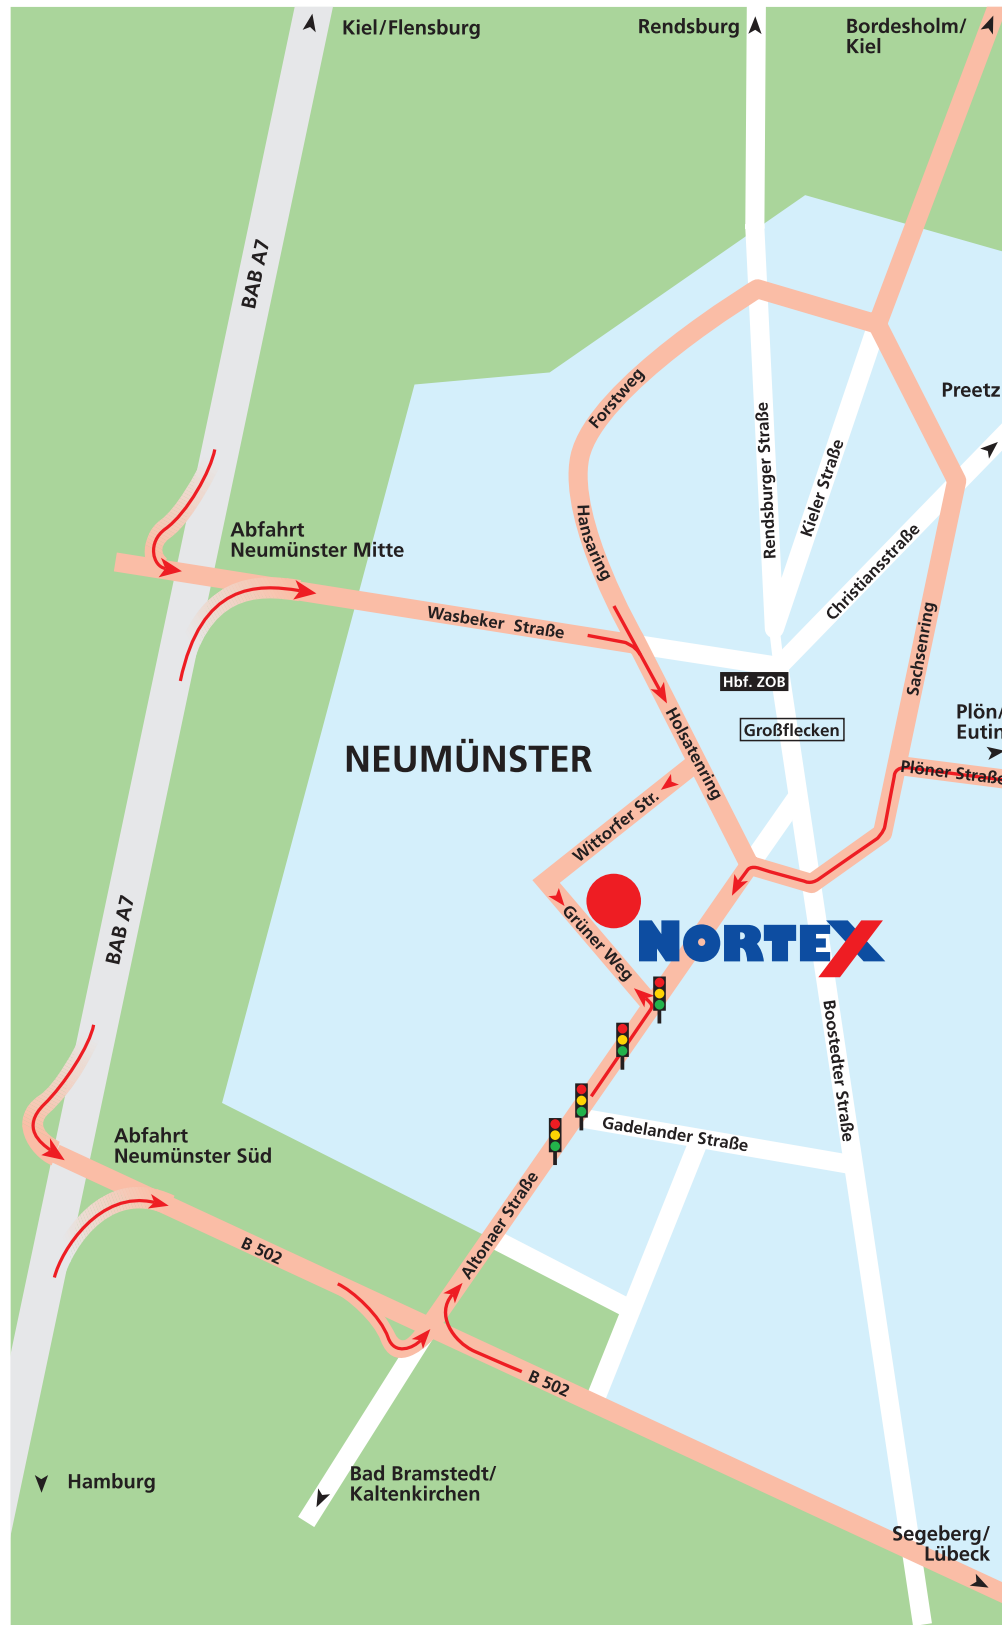 Kiel/Flensburg
Rendsburg
Bordesholm/
Kiel
BAB A7
Forstweg
Preetz
Rendsburger Straße
Kieler Straße
Hansaring
Abfahrt
Neumünster Mitte
Christiansstraße
Wasbeker Straße
Sachsenring
Hbf. ZOB
Holsatenring
Großflecken
Plön/
Eutin
NEUMÜNSTER
Plöner Straße
Wittorfer Str.
Grüner Weg
NORTEX
BAB A7
Boostedter Straße
Abfahrt
Neumünster Süd
Gadelander Straße
Altonaer Straße
B 502
B 502
Hamburg
Bad Bramstedt/
Kaltenkirchen
Segeberg/
Lübeck